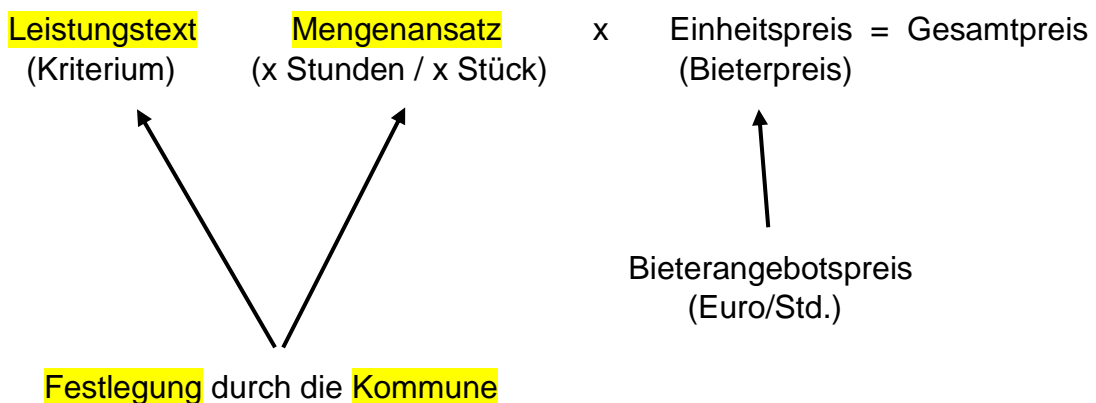 Leistungstext Mengenansatz x Einheitspreis = Gesamtpreis
(Kriterium) (x Stunden / x Stück) (Bieterpreis)
Bieterangebotspreis
(Euro/Std.)
Festlegung durch die Kommune